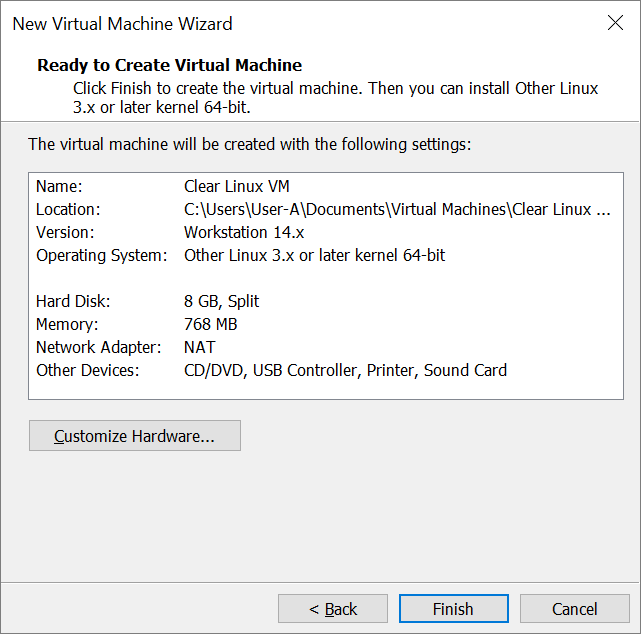 New Virtual Machine Wizard
Ready to Create Virtual Machine
Click Finish to create the virtual machine. Then you can install Other Linux
3.x or later kernel 64-bit.
The virtual machine will be created with the following settings:
Name: Clear Linux VM
Location: C:\Users\User-A\Documents\Virtual Machines\Clear Linux ...
Version: Workstation 14.x
Operating System: Other Linux 3.x or later kernel 64-bit
Hard Disk: 8 GB, Split
Memory: 768 MB
Network Adapter: NAT
Other Devices: CD/DVD, USB Controller, Printer, Sound Card
Customize Hardware...
< Back Finish Cancel